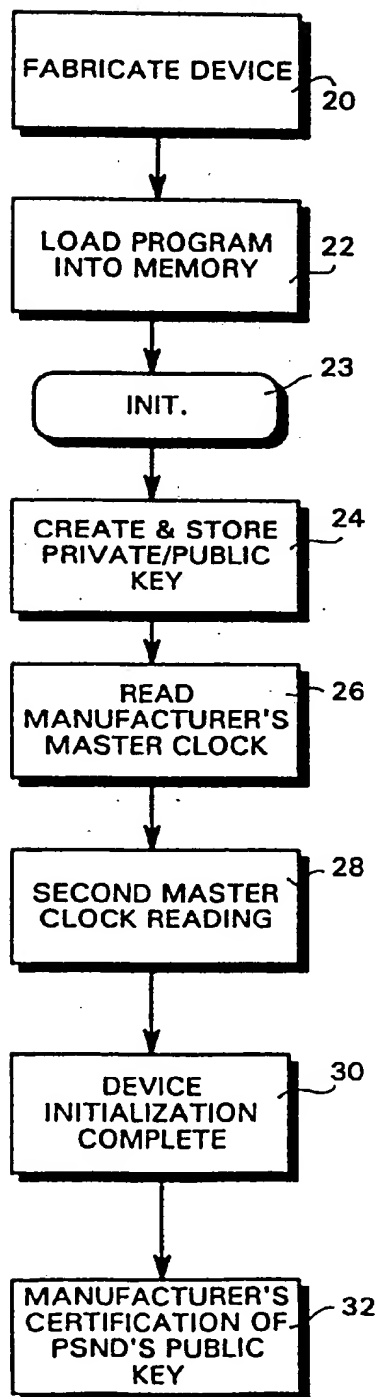 FABRICATE DEVICE
20
LOAD PROGRAM
INTO MEMORY
22
23
INIT.
24
CREATE & STORE
PRIVATE/PUBLIC
KEY
26
READ
MANUFACTURER'S
MASTER CLOCK
28
SECOND MASTER
CLOCK READING
30
DEVICE
INITIALIZATION
COMPLETE
MANUFACTURER'S
CERTIFICATION OF
PSND'S PUBLIC
KEY
32